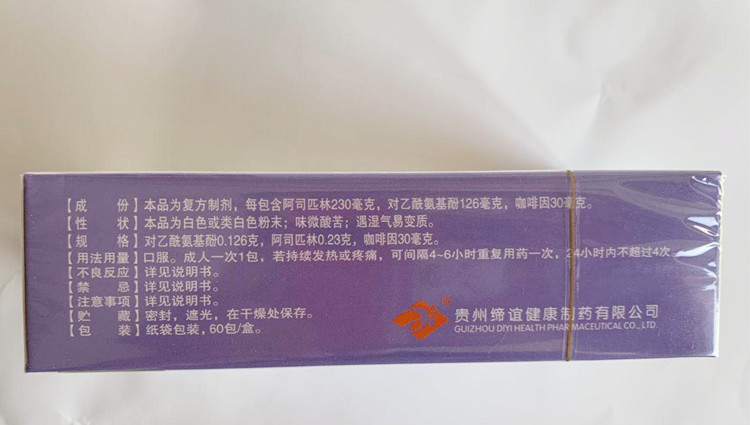 【成　　份】本品为复方制剂，每包含阿司匹林230毫克，对乙酰氨基酚126毫克，咖啡因30毫克。
【性　　状】本品为白色或类白色粉末；味微酸苦；遇湿气易变质。
【规　　格】对乙酰氨基酚0.126克，阿司匹林0.23克，咖啡因30毫克。
【用法用量】口服。成人一次1包，若持续发热或疼痛，可间隔4~6小时重复用药一次，24小时内不超过4次
【不良反应】详见说明书。
【禁　　忌】详见说明书。
【注意事项】详见说明书。
【贮　　藏】密封，遮光，在干燥处保存。
【包　　装】纸袋包装，60包/盒。
贵州缔谊健康制药有限公司
GUIZHOU DIYI HEALTH PHARMACEUTICAL CO., LTD.